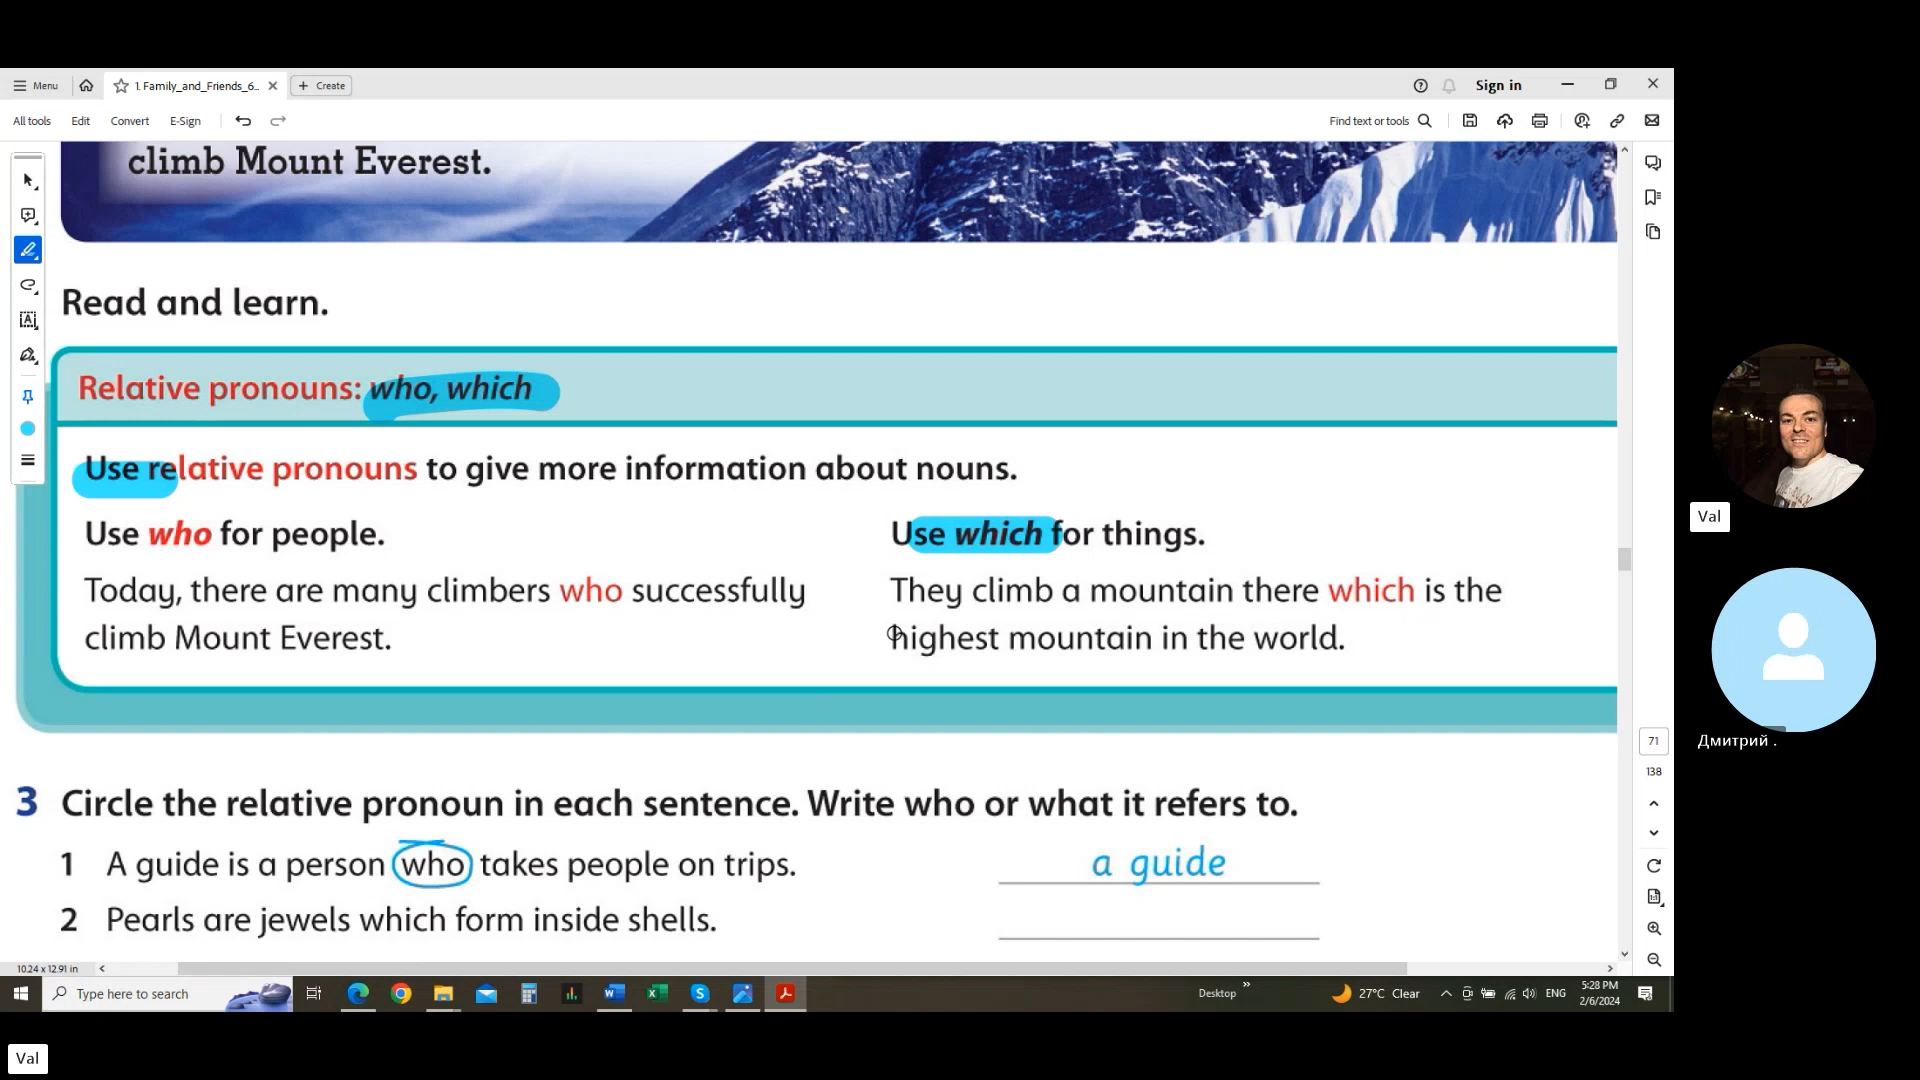 Menu
1. Family_and_Friends_6...
Create
Sign in
All tools
Edit
Convert
E-Sign
Find text or tools
climb Mount Everest.
Read and learn.
Relative pronouns: who, which
Use relative pronouns to give more information about nouns.
Use who for people.
Today, there are many climbers who successfully
climb Mount Everest.
Use which for things.
They climb a mountain there which is the
highest mountain in the world.
3 Circle the relative pronoun in each sentence. Write who or what it refers to.
1 A guide is a person who takes people on trips. a guide
2 Pearls are jewels which form inside shells.
71
138
10.24 x 12.91 in
Type here to search
Desktop
27°C Clear
ENG
5:28 PM
2/6/2024
Val
Дмитрий .
Val